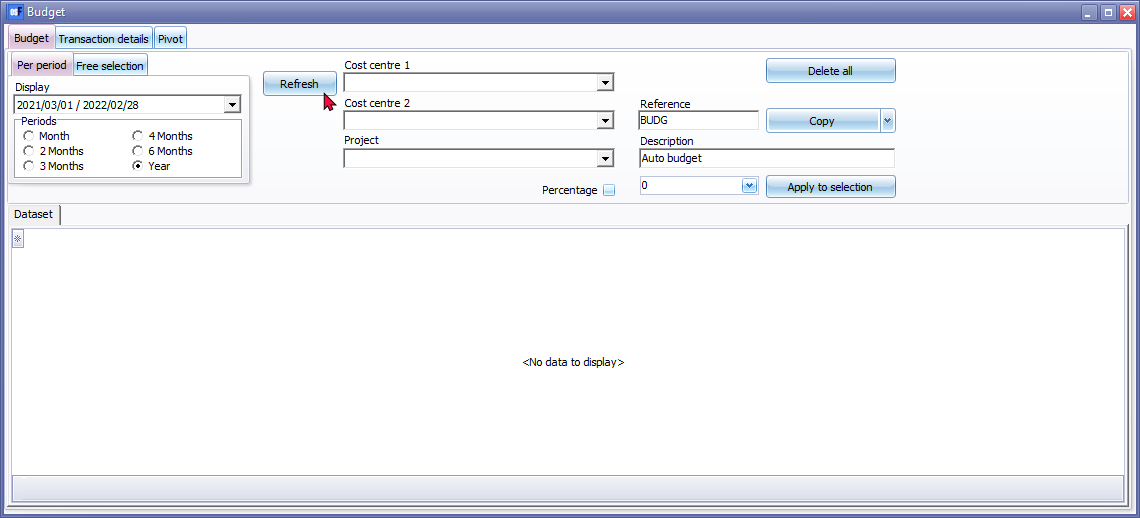 Budget
Budget Transaction details Pivot
Per period Free selection
Display
2021/03/01 / 2022/02/28
Periods
Month 4 Months
2 Months 6 Months
3 Months Year
Refresh
Cost centre 1
Cost centre 2
Project
Percentage
Reference
BUDG
Description
Auto budget
0
Delete all
Copy
Apply to selection
Dataset
<No data to display>